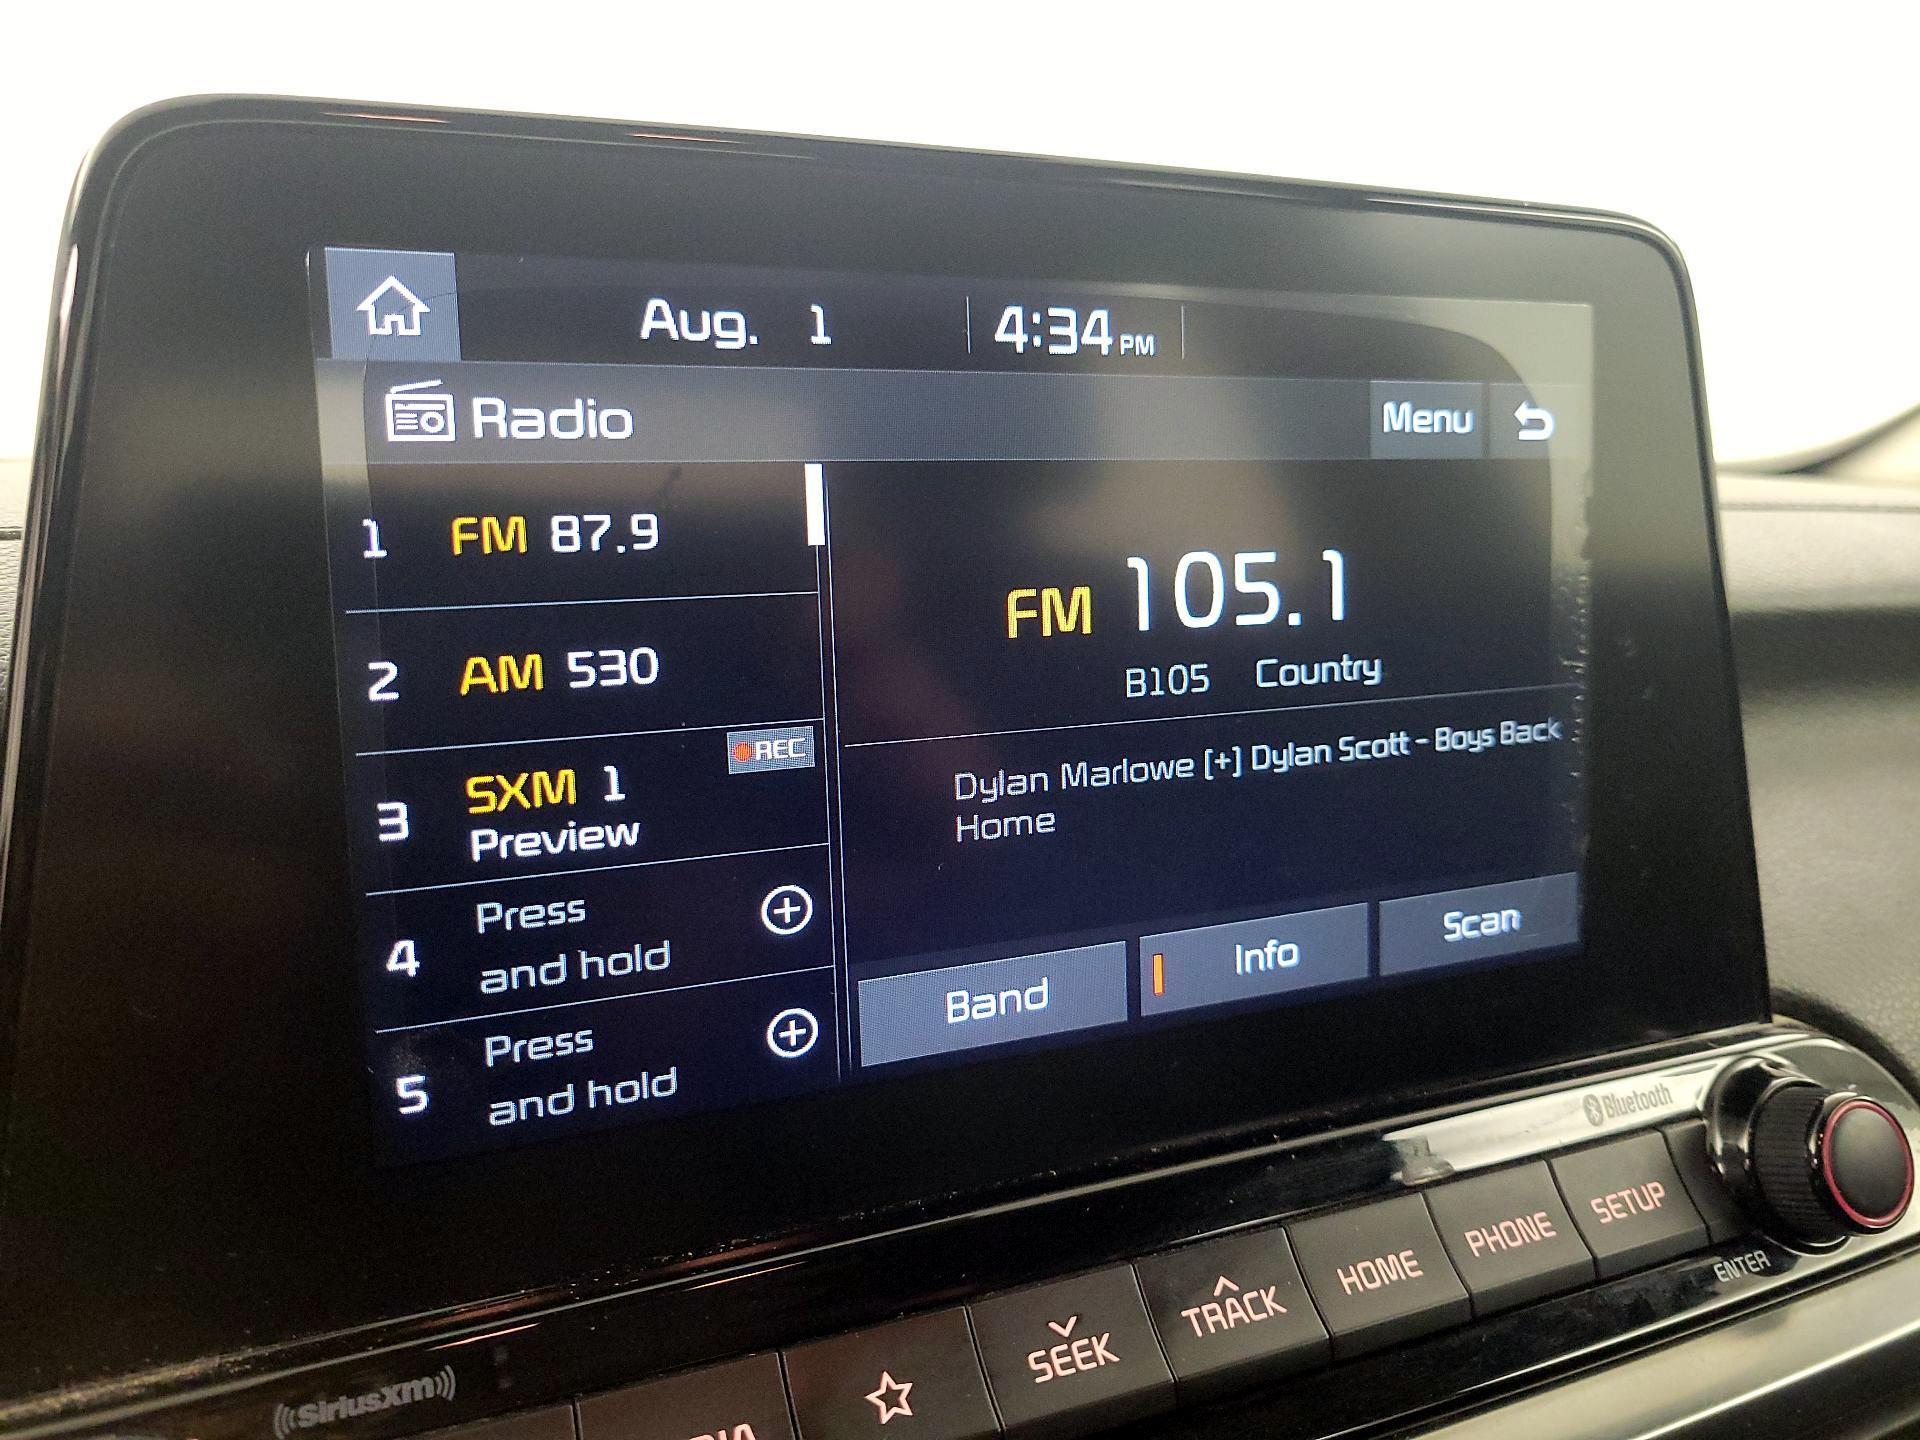 Aug. 1 4:34 PM
Radio Menu
1 FM 87.9
2 AM 530
REC
3 SXM 1
Preview
4 Press
and hold
5 Press
and hold
FM 105.1
B105 Country
Dylan Marlowe [+] Dylan Scott - Boys Back
Home
Band Info Scan
Bluetooth
SEEK TRACK HOME PHONE SETUP
ENTER
((siriusxm))